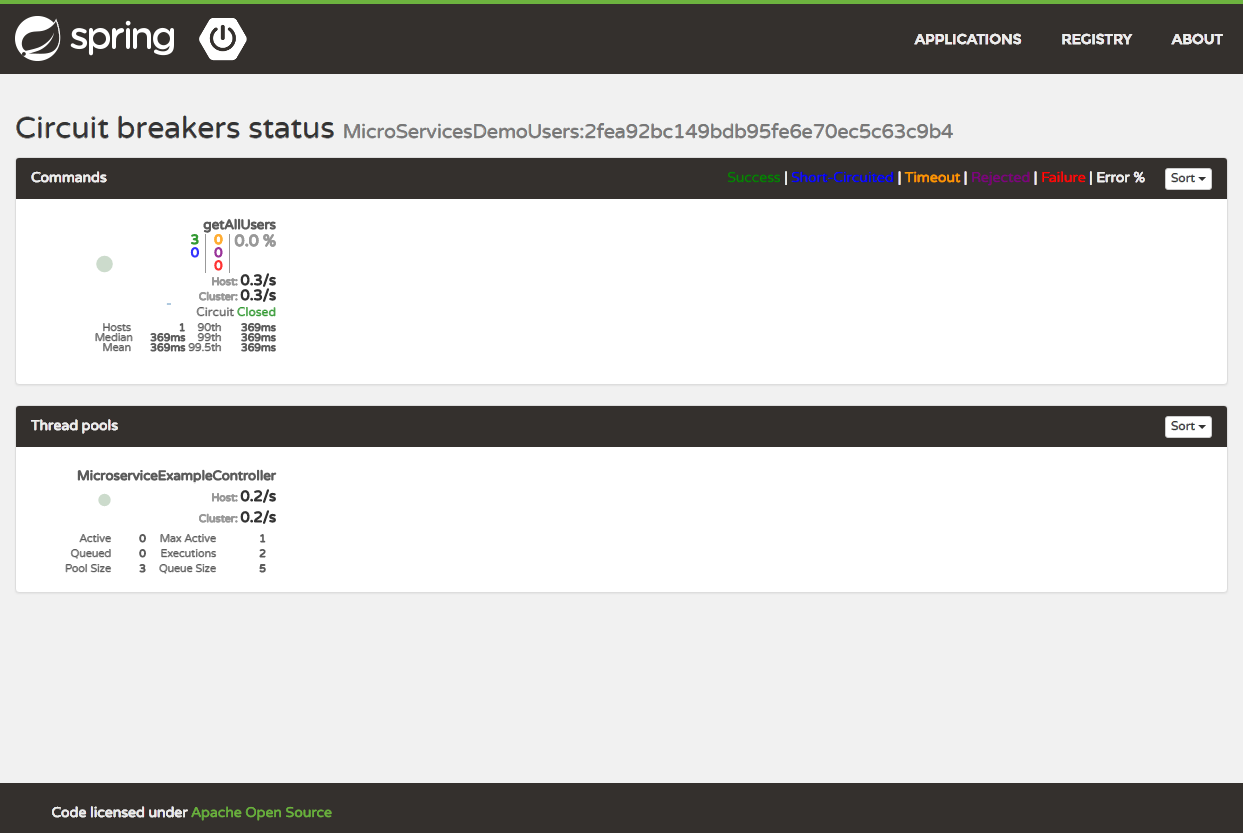 spring
APPLICATIONS REGISTRY ABOUT
Circuit breakers status MicroServicesDemoUsers:2fea92bc149bdb95fe6e70ec5c63c9b4
Commands Success | Short-Circuited | Timeout | Rejected | Failure | Error % Sort
getAllUsers
3 0 0.0 %
0 0
0
Host: 0.3/s
Cluster: 0.3/s
Circuit Closed
Hosts 1 90th 369ms
Median 369ms 99th 369ms
Mean 369ms 99.5th 369ms
Thread pools Sort
MicroserviceExampleController
Host: 0.2/s
Cluster: 0.2/s
Active 0 Max Active 1
Queued 0 Executions 2
Pool Size 3 Queue Size 5
Code licensed under Apache Open Source